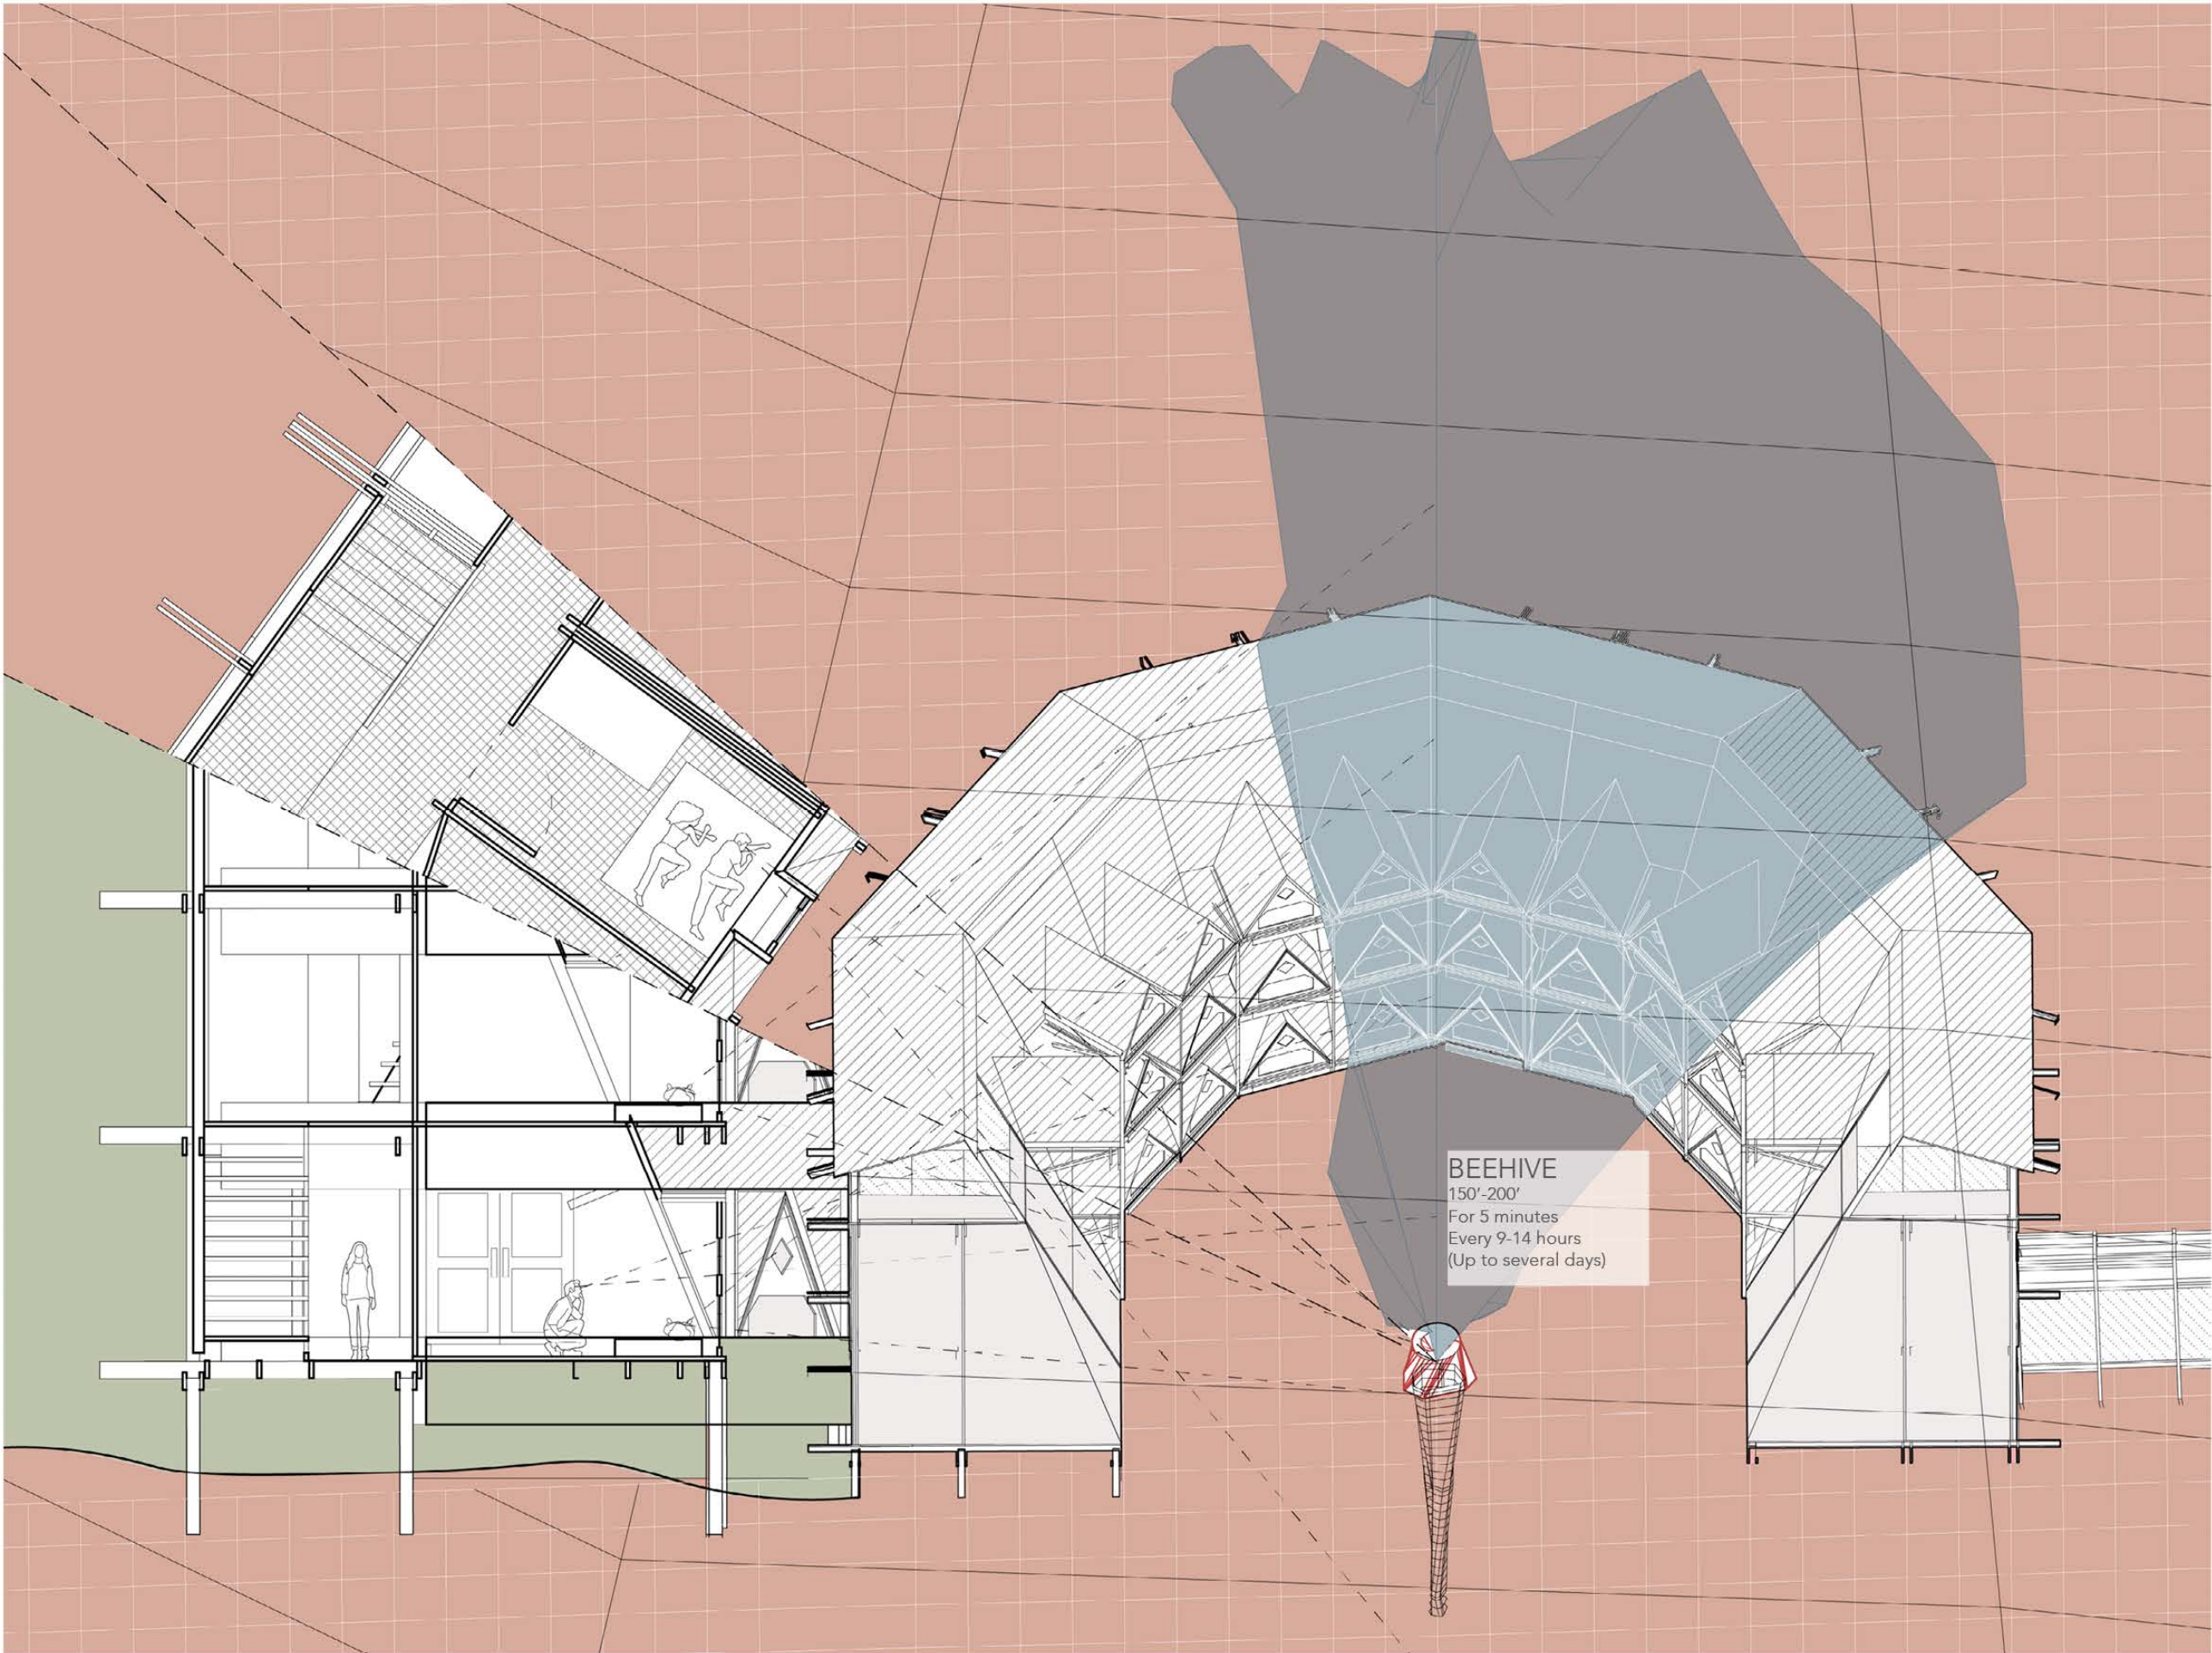 BEEHIVE
150'-200'
For 5 minutes
Every 9-14 hours
(Up to several days)